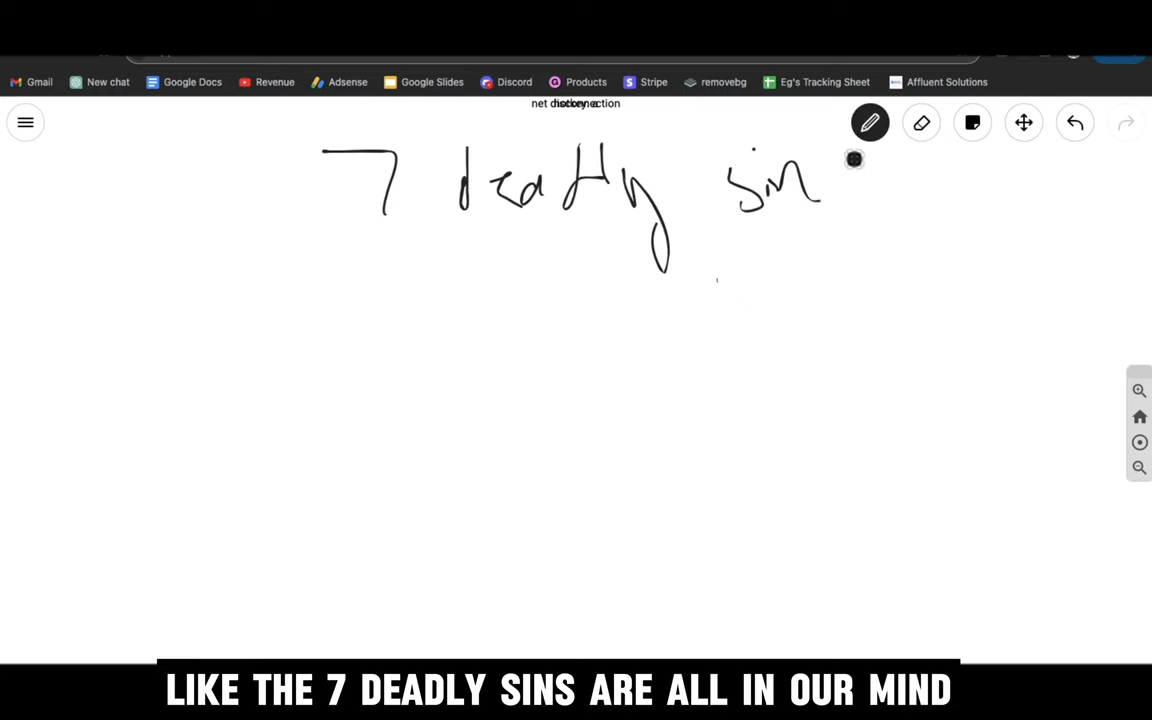 Gmail New chat Google Docs Revenue Adsense Google Slides Discord Products Stripe removebg Eg's Tracking Sheet Affluent Solutions
7 deadly sin
LIKE THE 7 DEADLY SINS ARE ALL IN OUR MIND